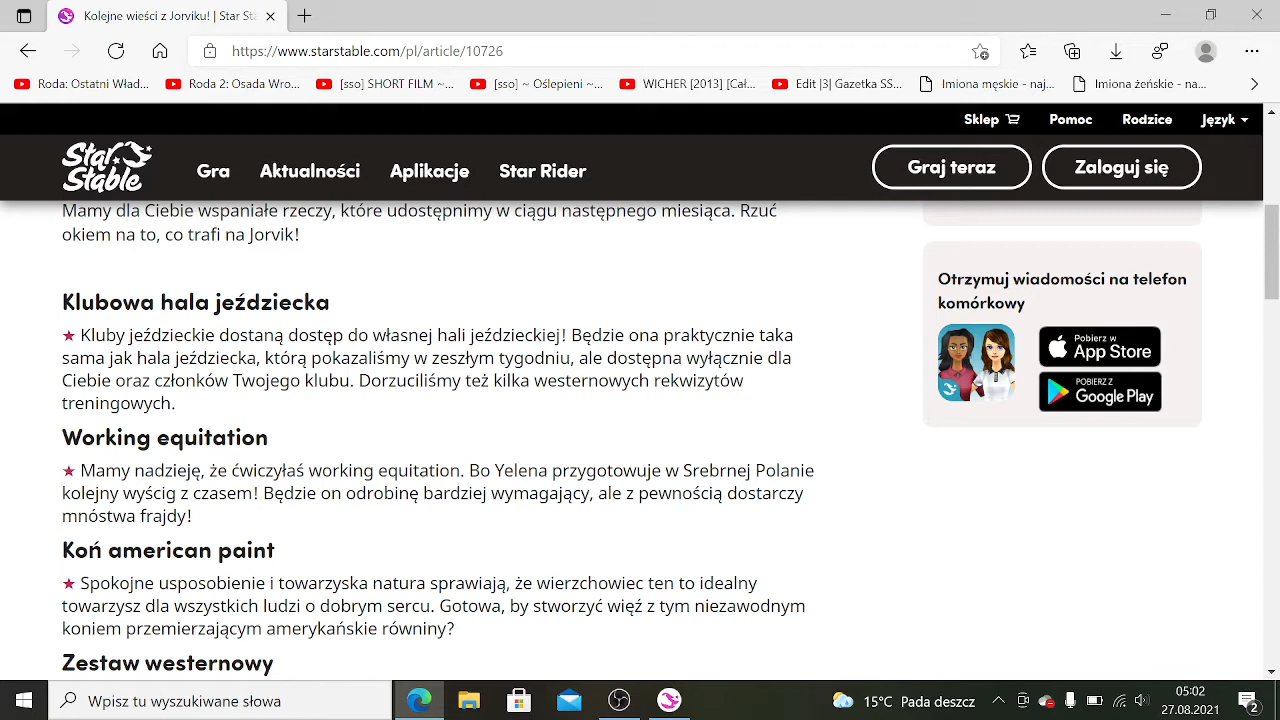 Kolejne wieści z Jorviku! | Star Sta
https://www.starstable.com/pl/article/10726
Roda: Ostatni Wład...
Roda 2: Osada Wro...
[sso] SHORT FILM ~...
[sso] ~ Oślepieni ~...
WICHER [2013] [Cał...
Edit |3| Gazetka SS...
Imiona męskie - naj...
Imiona żeńskie - na...
Sklep
Pomoc
Rodzice
Język
Star Stable
Gra
Aktualności
Aplikacje
Star Rider
Graj teraz
Zaloguj się
Mamy dla Ciebie wspaniałe rzeczy, które udostępnimy w ciągu następnego miesiąca. Rzuć
okiem na to, co trafi na Jorvik!
Klubowa hala jeździecka
★ Kluby jeździeckie dostaną dostęp do własnej hali jeździeckiej! Będzie ona praktycznie taka
sama jak hala jeździecka, którą pokazaliśmy w zeszłym tygodniu, ale dostępna wyłącznie dla
Ciebie oraz członków Twojego klubu. Dorzuciliśmy też kilka westernowych rekwizytów
treningowych.
Working equitation
★ Mamy nadzieję, że ćwiczyłaś working equitation. Bo Yelena przygotowuje w Srebrnej Polanie
kolejny wyścig z czasem! Będzie on odrobinę bardziej wymagający, ale z pewnością dostarczy
mnóstwa frajdy!
Koń american paint
★ Spokojne usposobienie i towarzyska natura sprawiają, że wierzchowiec ten to idealny
towarzysz dla wszystkich ludzi o dobrym sercu. Gotowa, by stworzyć więź z tym niezawodnym
koniem przemierzającym amerykańskie równiny?
Zestaw westernowy
Otrzymuj wiadomości na telefon
komórkowy
Pobierz w
App Store
POBIERZ Z
Google Play
Wpisz tu wyszukiwane słowa
15°C Pada deszcz
05:02
27.08.2021
2